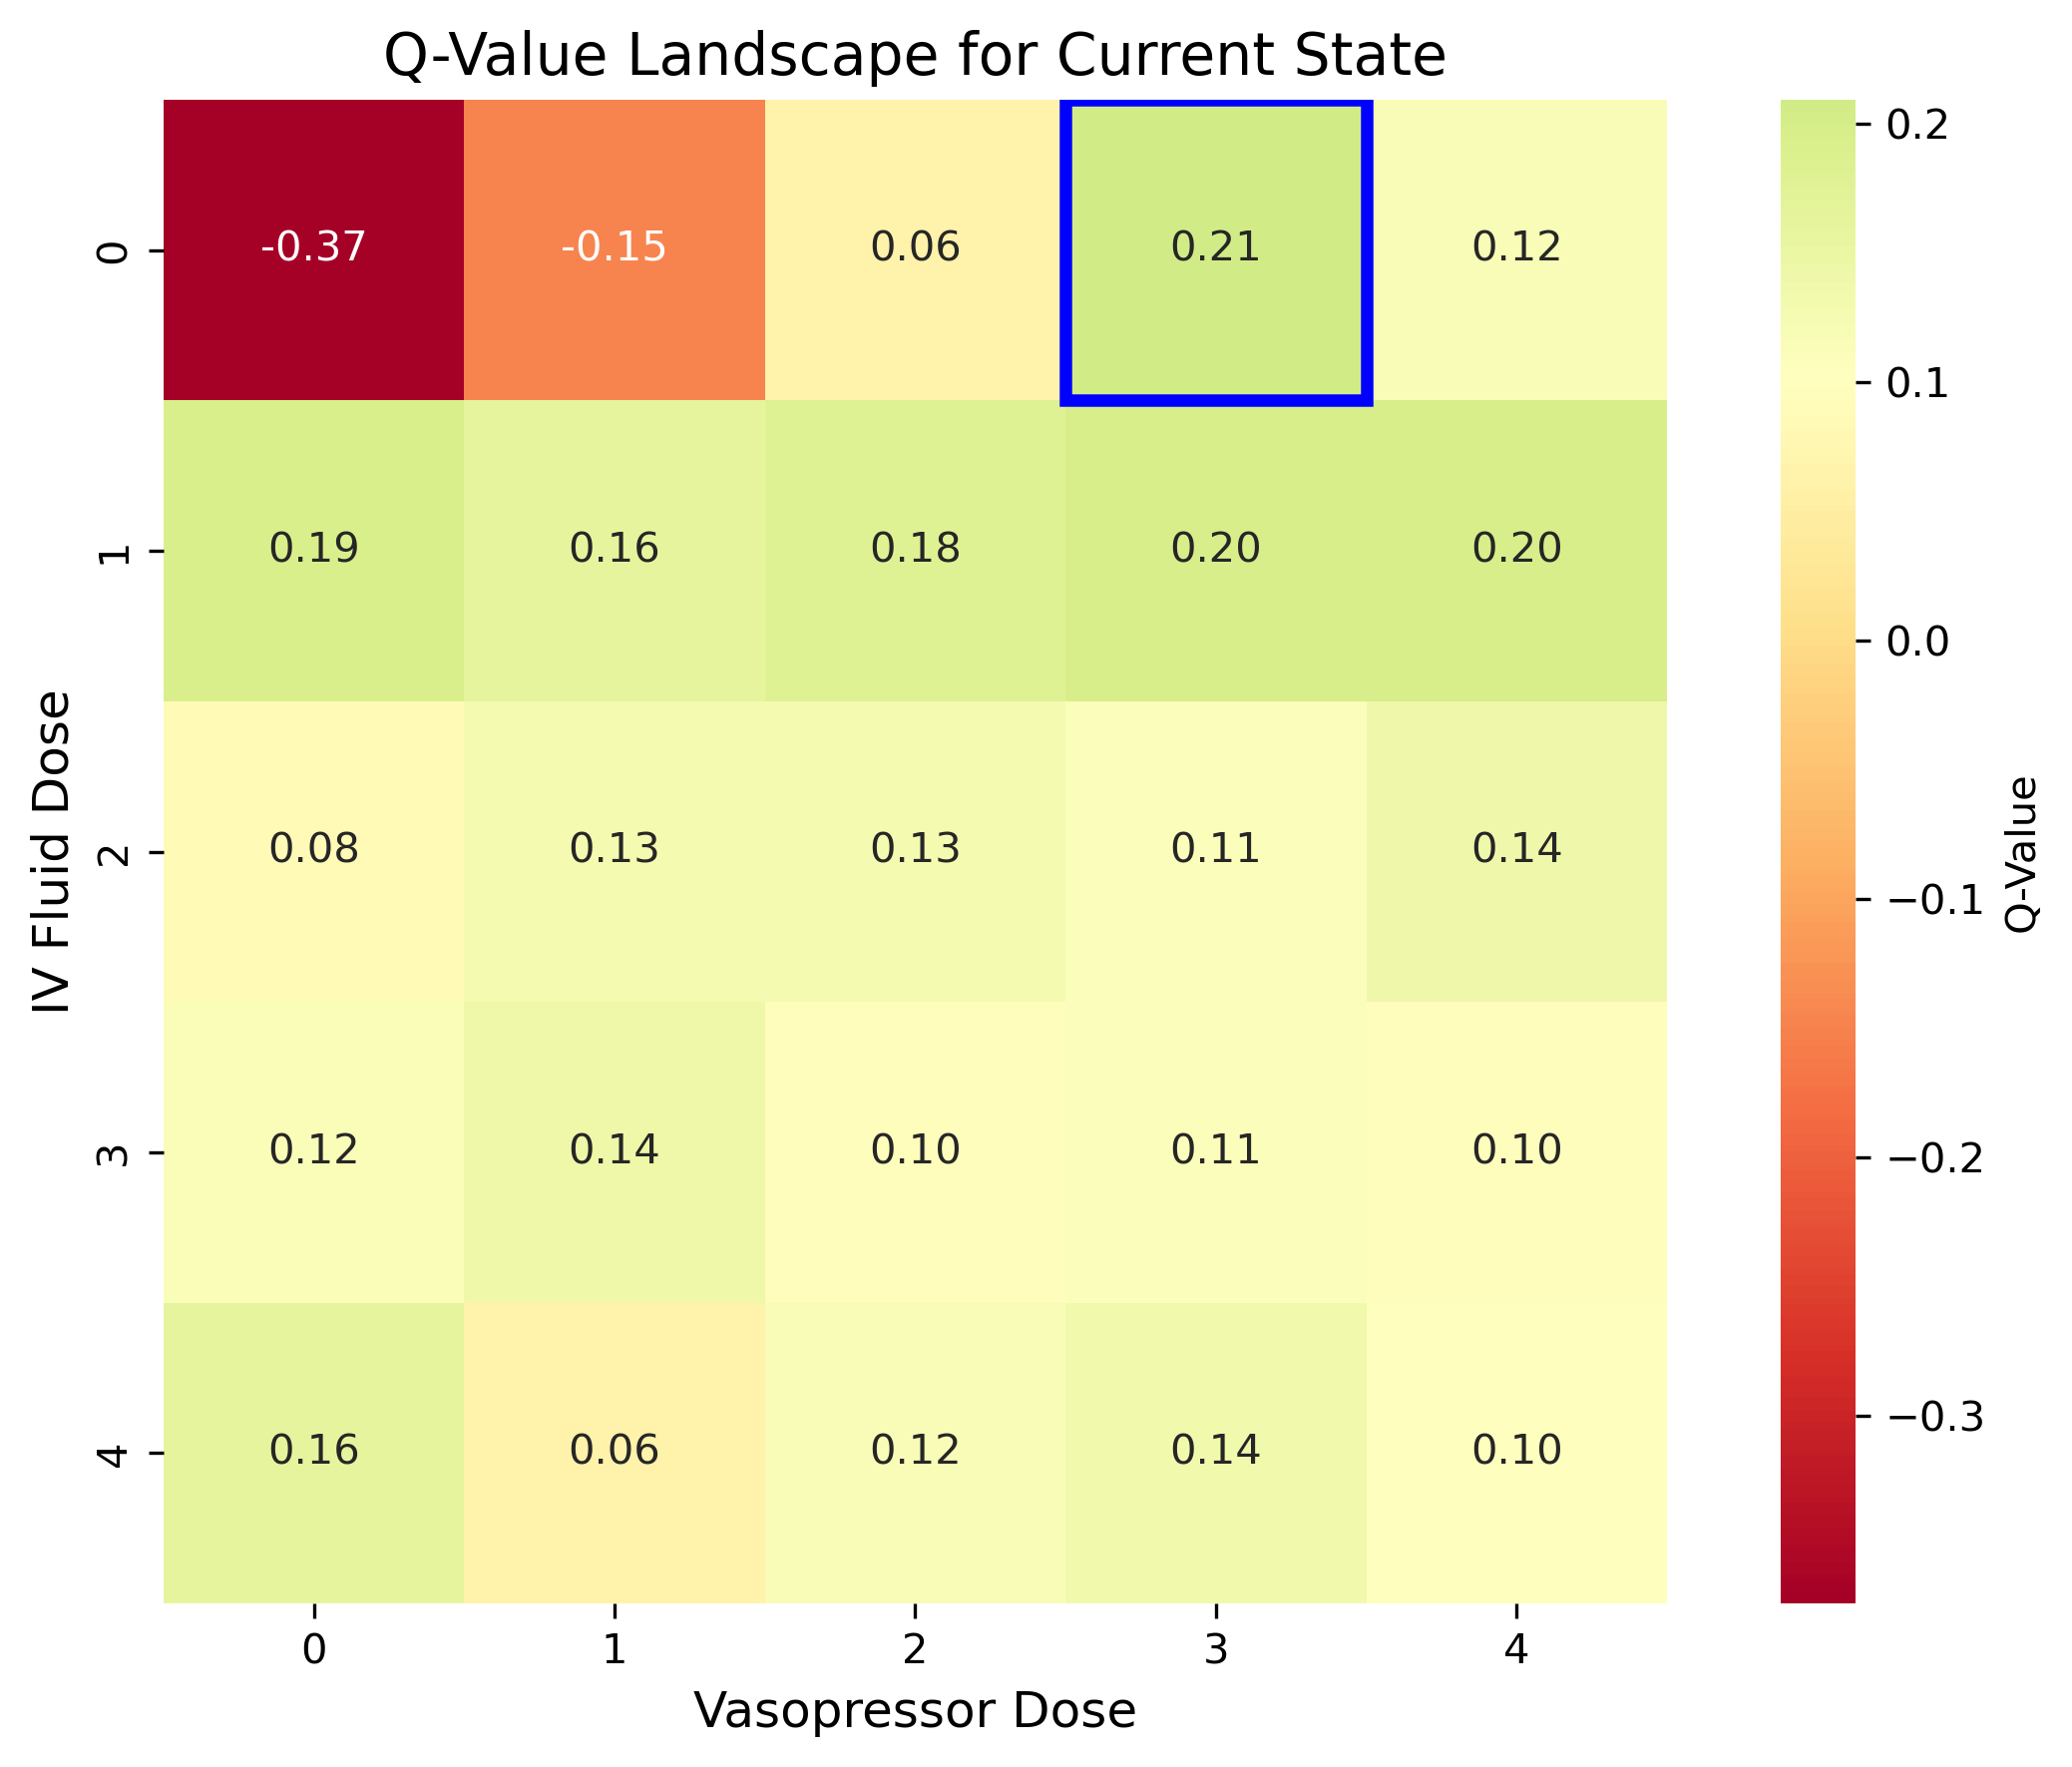 Q-Value Landscape for Current State
IV Fluid Dose
0 -0.37 -0.15 0.06 0.21 0.12
1 0.19 0.16 0.18 0.20 0.20
2 0.08 0.13 0.13 0.11 0.14
3 0.12 0.14 0.10 0.11 0.10
4 0.16 0.06 0.12 0.14 0.10
0 1 2 3 4
Vasopressor Dose
0.2
0.1
0.0
−0.1
−0.2
−0.3
Q-Value